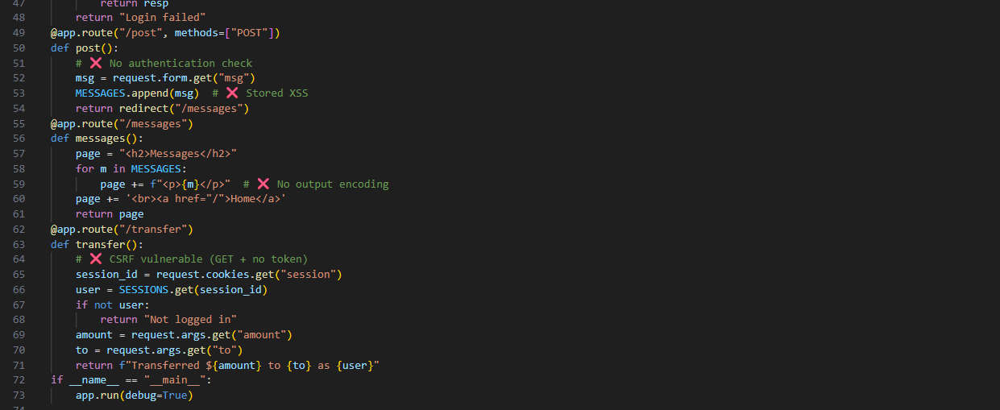 47 return resp
48 return "Login failed"
49 @app.route("/post", methods=["POST"])
50 def post():
51 # ❌ No authentication check
52 msg = request.form.get("msg")
53 MESSAGES.append(msg)  # ❌ Stored XSS
54 return redirect("/messages")
55 @app.route("/messages")
56 def messages():
57 page = "<h2>Messages</h2>"
58 for m in MESSAGES:
59 page += f"<p>{m}</p>"  # ❌ No output encoding
60 page += '<br><a href="/">Home</a>'
61 return page
62 @app.route("/transfer")
63 def transfer():
64 # ❌ CSRF vulnerable (GET + no token)
65 session_id = request.cookies.get("session")
66 user = SESSIONS.get(session_id)
67 if not user:
68 return "Not logged in"
69 amount = request.args.get("amount")
70 to = request.args.get("to")
71 return f"Transferred ${amount} to {to} as {user}"
72 if __name__ == "__main__":
73 app.run(debug=True)
74